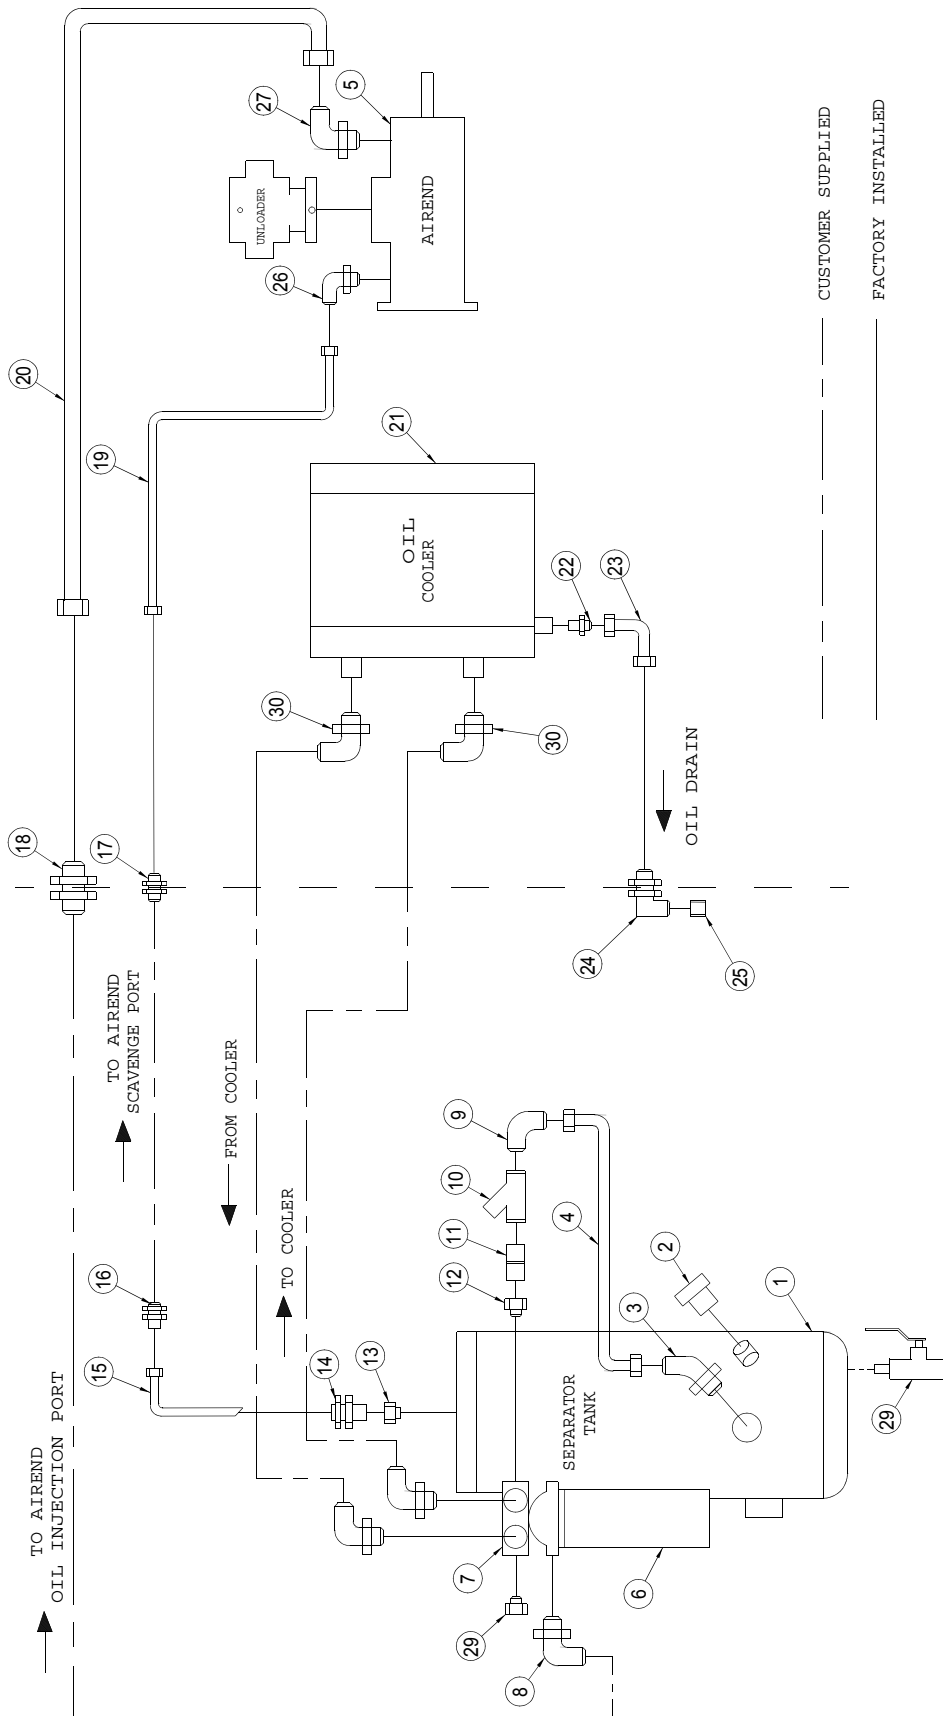 20
27
5
UNLOADER
AIREND
26
19
21
OIL
COOLER
22
23
30
30
18
17
OIL DRAIN
24
25
CUSTOMER SUPPLIED
FACTORY INSTALLED
TO AIREND
SCAVENGE PORT
FROM COOLER
TO COOLER
9
10
11
12
4
2
3
1
16
15
14
13
TO AIREND
OIL INJECTION PORT
SEPARATOR
TANK
29
7
6
29
8